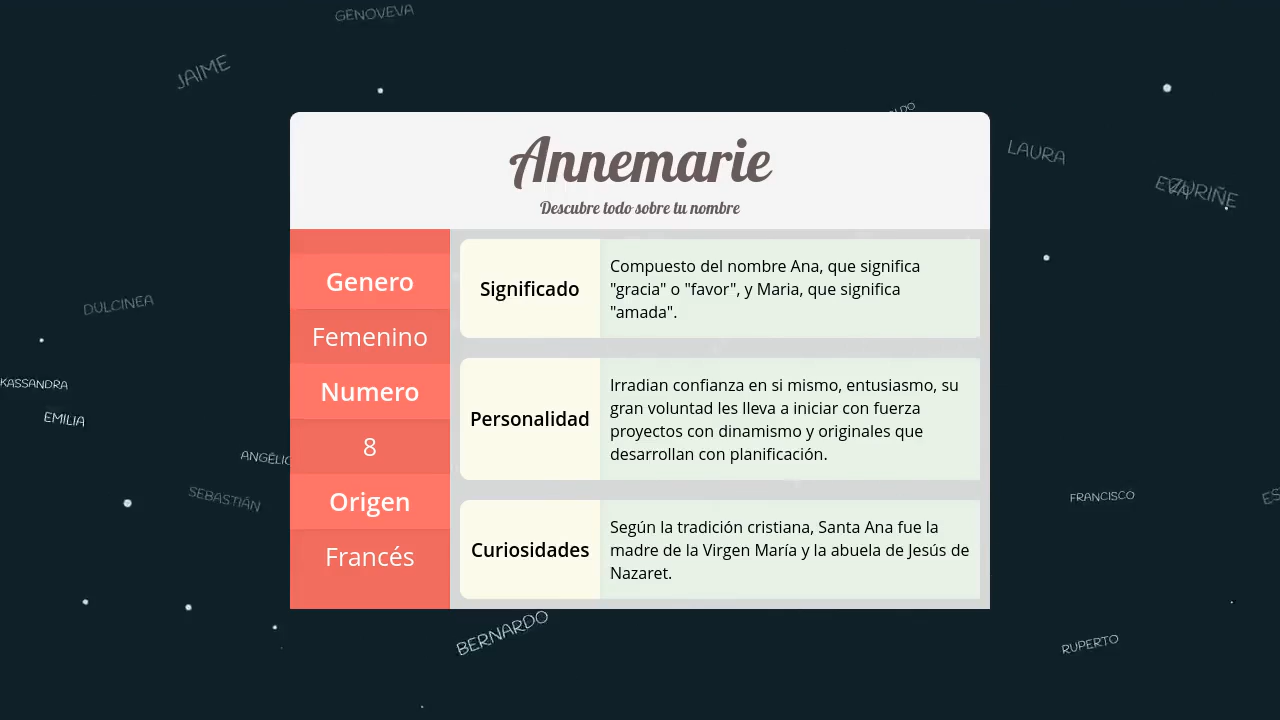 GENOVEVA
JAIME
LAURA
EVA
EZURIÑE
DULCINEA
KASSANDRA
EMILIA
SEBASTIÁN
FRANCISCO
BERNARDO
RUPERTO
Annemarie
Descubre todo sobre tu nombre
Genero
Femenino
Numero
8
Origen
Francés
Significado
Compuesto del nombre Ana, que significa
"gracia" o "favor", y Maria, que significa
"amada".
Personalidad
Irradian confianza en si mismo, entusiasmo, su
gran voluntad les lleva a iniciar con fuerza
proyectos con dinamismo y originales que
desarrollan con planificación.
Curiosidades
Según la tradición cristiana, Santa Ana fue la
madre de la Virgen María y la abuela de Jesús de
Nazaret.